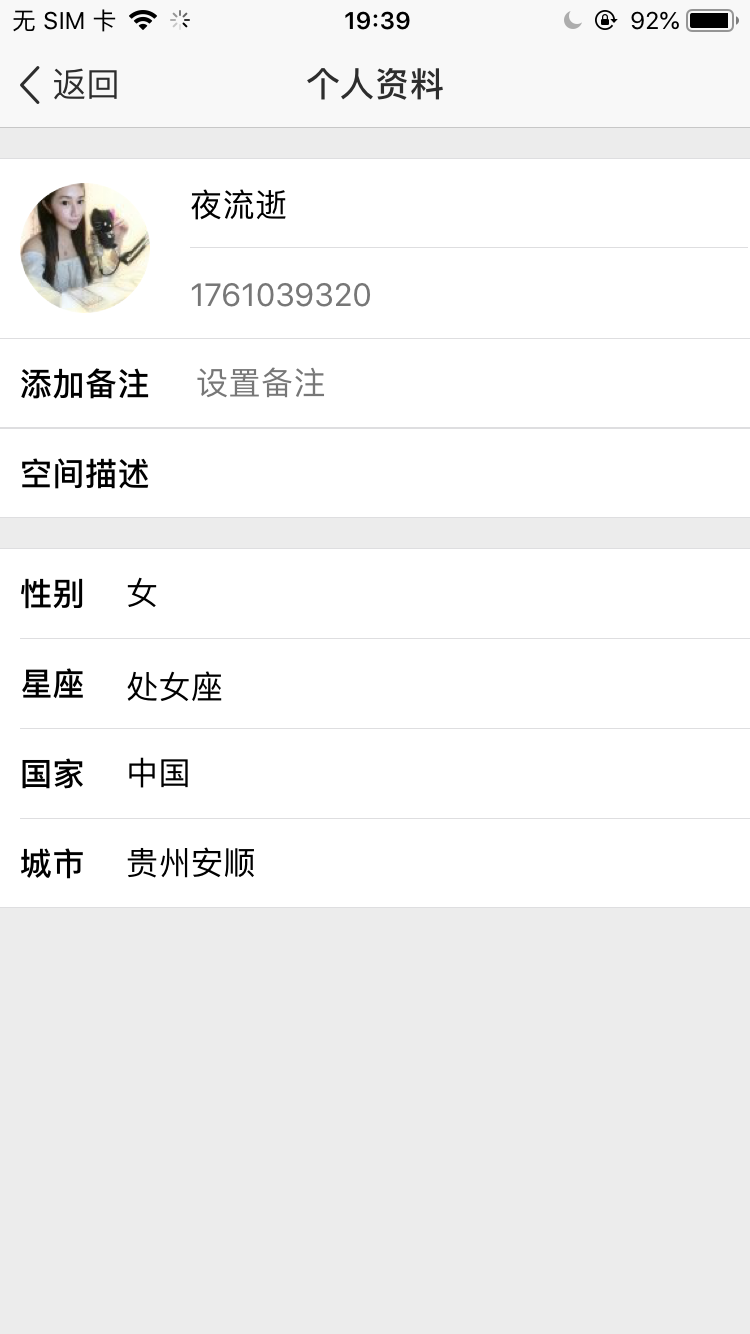 无 SIM 卡 19:39 92%
返回 个人资料
夜流逝
1761039320
添加备注 设置备注
空间描述
性别 女
星座 处女座
国家 中国
城市 贵州安顺